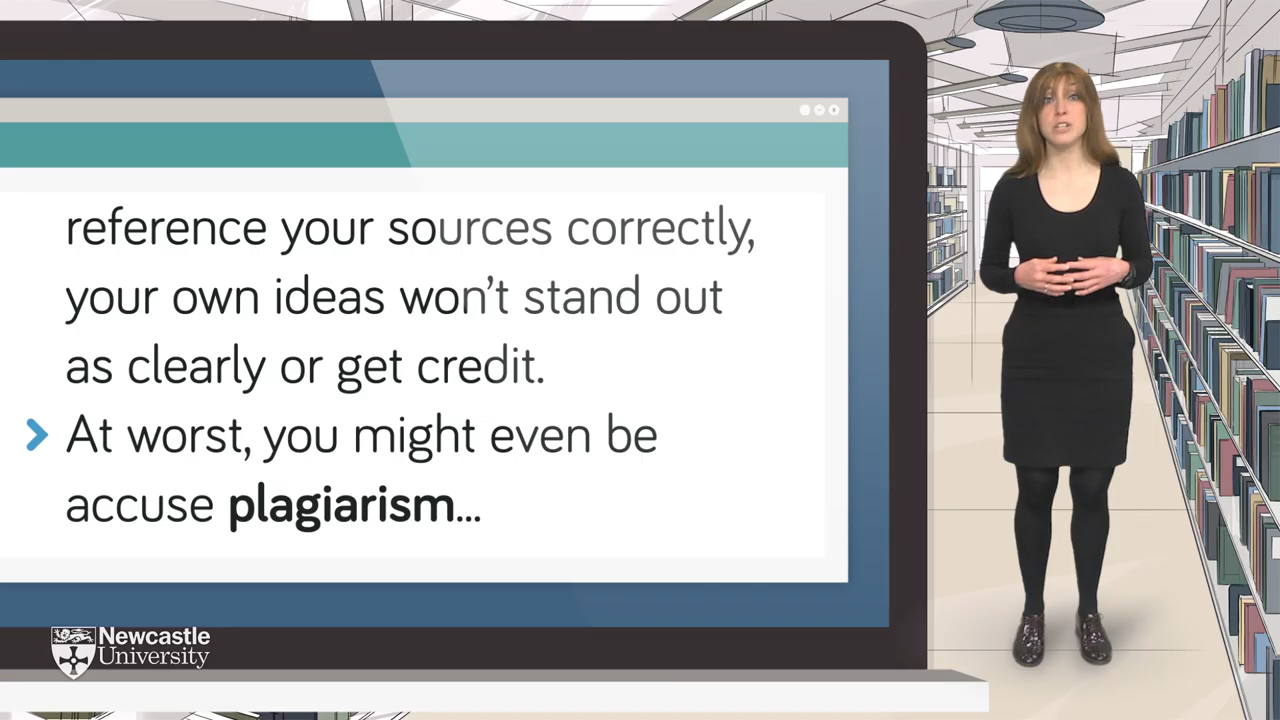 reference your sources correctly,
your own ideas won't stand out
as clearly or get credit.
At worst, you might even be
accuse plagiarism...
Newcastle
University